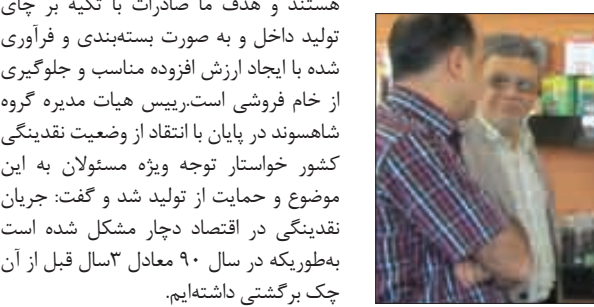 هستند و هدف ما صادرات با تکیه بر چای
تولید داخل و به صورت بسته‌بندی و فرآوری
شده با ایجاد ارزش افزوده مناسب و جلوگیری
از خام فروشی است.رییس هیات مدیره گروه
شاهسوند در پایان با انتقاد از وضعیت نقدینگی
کشور خواستار توجه ویژه مسئولان به این
موضوع و حمایت از تولید شد و گفت: جریان
نقدینگی در اقتصاد دچار مشکل شده است
به‌طوریکه در سال ۹۰ معادل ۳سال قبل از آن
چک برگشتی داشته‌ایم.